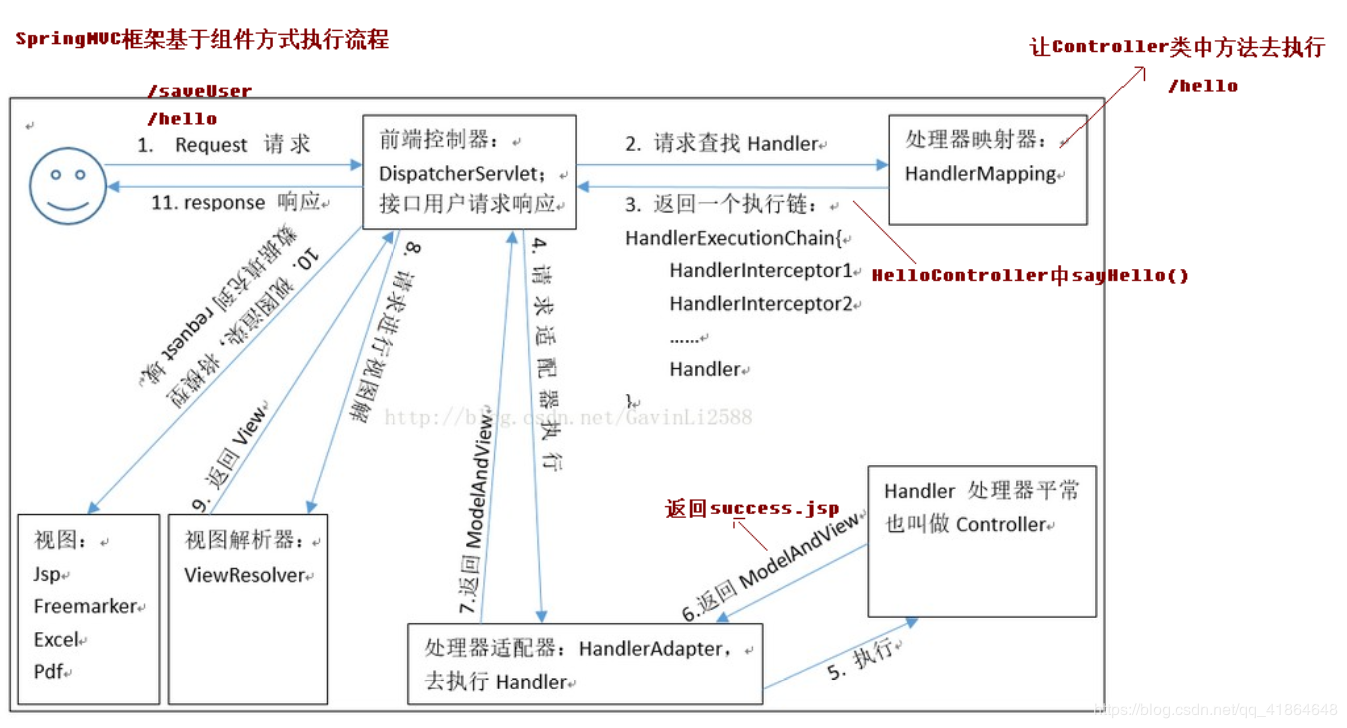 SpringMVC框架基于组件方式执行流程
让Controller类中方法去执行
/hello
/saveUser
/hello
1. Request 请求
前端控制器：
DispatcherServlet；
接口用户请求响应
2. 请求查找 Handler
处理器映射器：
HandlerMapping
11. response 响应
3. 返回一个执行链：
HandlerExecutionChain{
HandlerInterceptor1
HandlerInterceptor2
……
Handler
}
HelloController中sayHello()
10. 视图渲染，将模型
数据填充到 request 域
9. 返回 View
8. 请求进行视图解
7.返回 ModelAndView
4. 请求适配器执行
http://blog.csdn.net/GavinLi2588
返回success.jsp
6.返回 ModelAndView
Handler 处理器平常
也叫做 Controller
视图：
Jsp
Freemarker
Excel
Pdf
视图解析器：
ViewResolver
处理器适配器：HandlerAdapter，
去执行 Handler
5. 执行
https://blog.csdn.net/qq_41864648